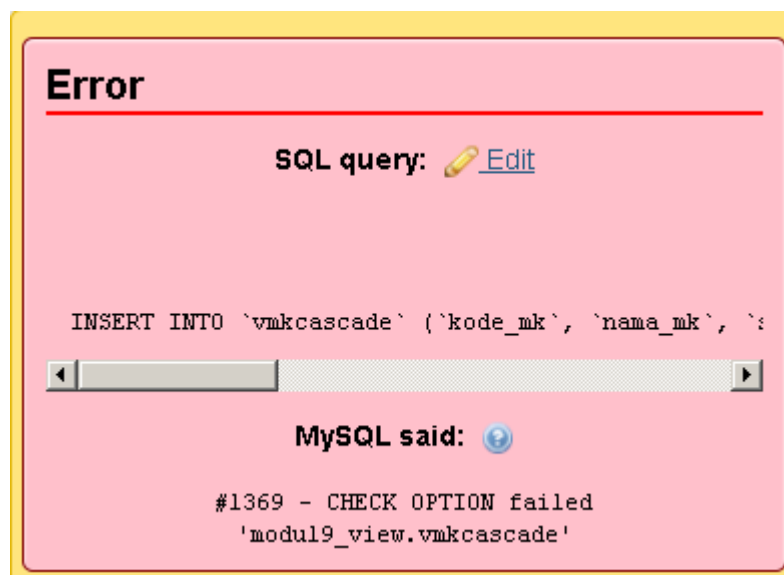 Error
SQL query: Edit
INSERT INTO `vmkcascade` (`kode_mk`, `nama_mk`, `
MySQL said:
#1369 - CHECK OPTION failed
'modul9_view.vmkcascade'